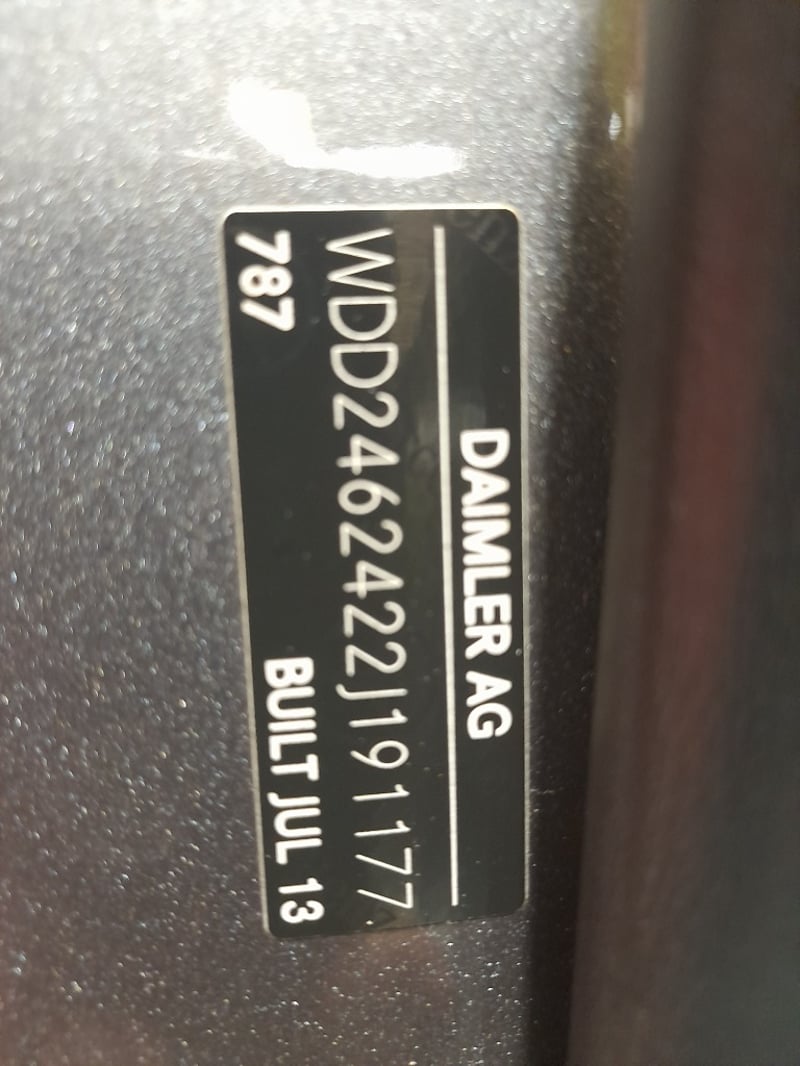 DAIMLER AG
WDD2462422J191177
787 BUILT JUL 13